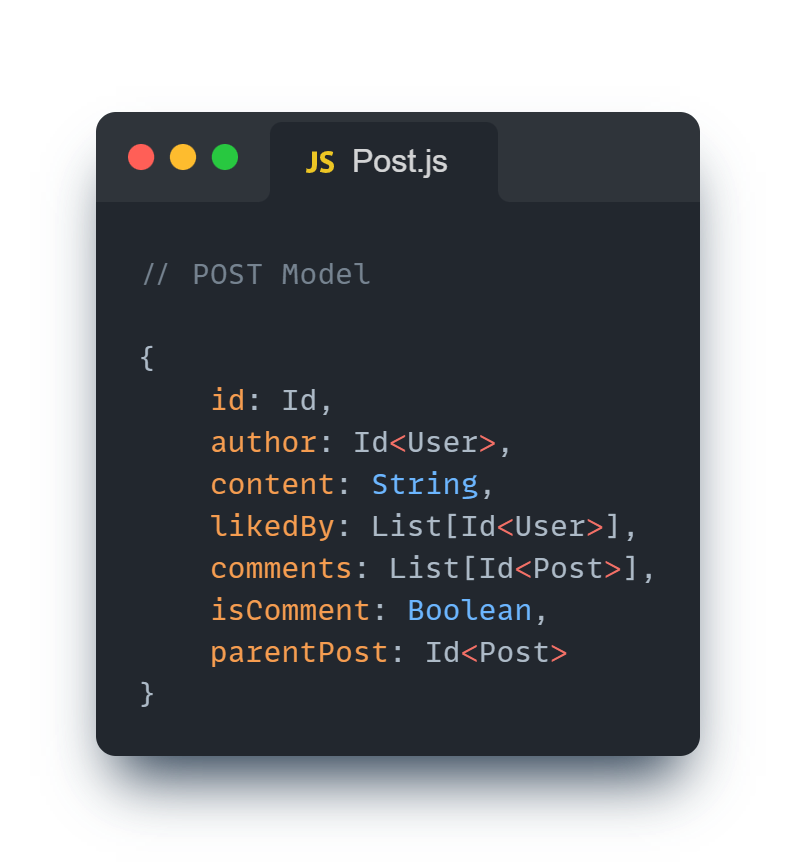 JS Post.js
// POST Model
{
    id: Id,
    author: Id<User>,
    content: String,
    likedBy: List[Id<User>],
    comments: List[Id<Post>],
    isComment: Boolean,
    parentPost: Id<Post>
}